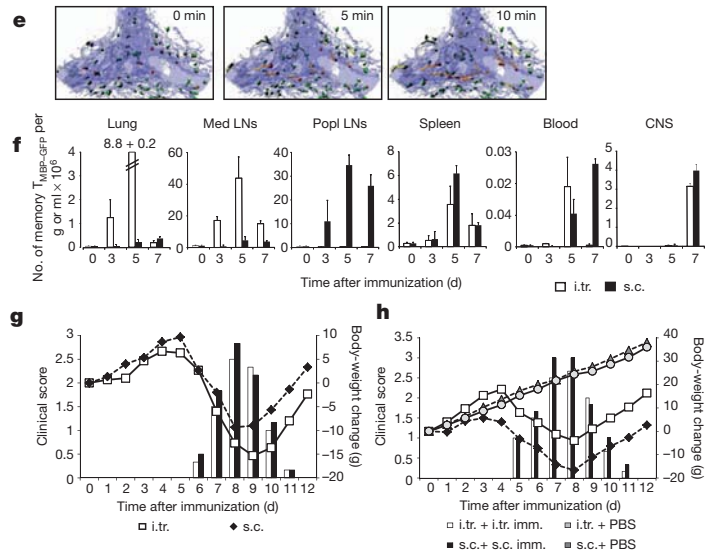 e
0 min
5 min
10 min
f
No. of memory T_MBP-GFP per
g or ml × 10⁶
Lung
4
3
2
1
0
8.8 + 0.2
0 3 5 7
Med LNs
60
40
20
0 3 5 7
Popl LNs
40
30
20
10
0
0 3 5 7
Spleen
8
6
4
2
0
0 3 5 7
Blood
0.03
0.02
0.04
0 3 5 7
CNS
5
4
3
2
1
0
0 3 5 7
Time after immunization (d)
i.tr. s.c.
g
Clinical score
3
2.5
2
1.5
1
0.5
0
10
5
0
−5
−10
−15
−20
Body-weight change (g)
0 1 2 3 4 5 6 7 8 9 10 11 12
Time after immunization (d)
i.tr. s.c.
h
Clinical score
3.5
3
2.5
2
1.5
1
0.5
0
40
30
20
10
0
−10
−20
Body-weight change (g)
0 1 2 3 4 5 6 7 8 9 10 11 12
Time after immunization (d)
i.tr. + i.tr. imm. i.tr. + PBS
s.c.+ s.c. imm. s.c.+ PBS